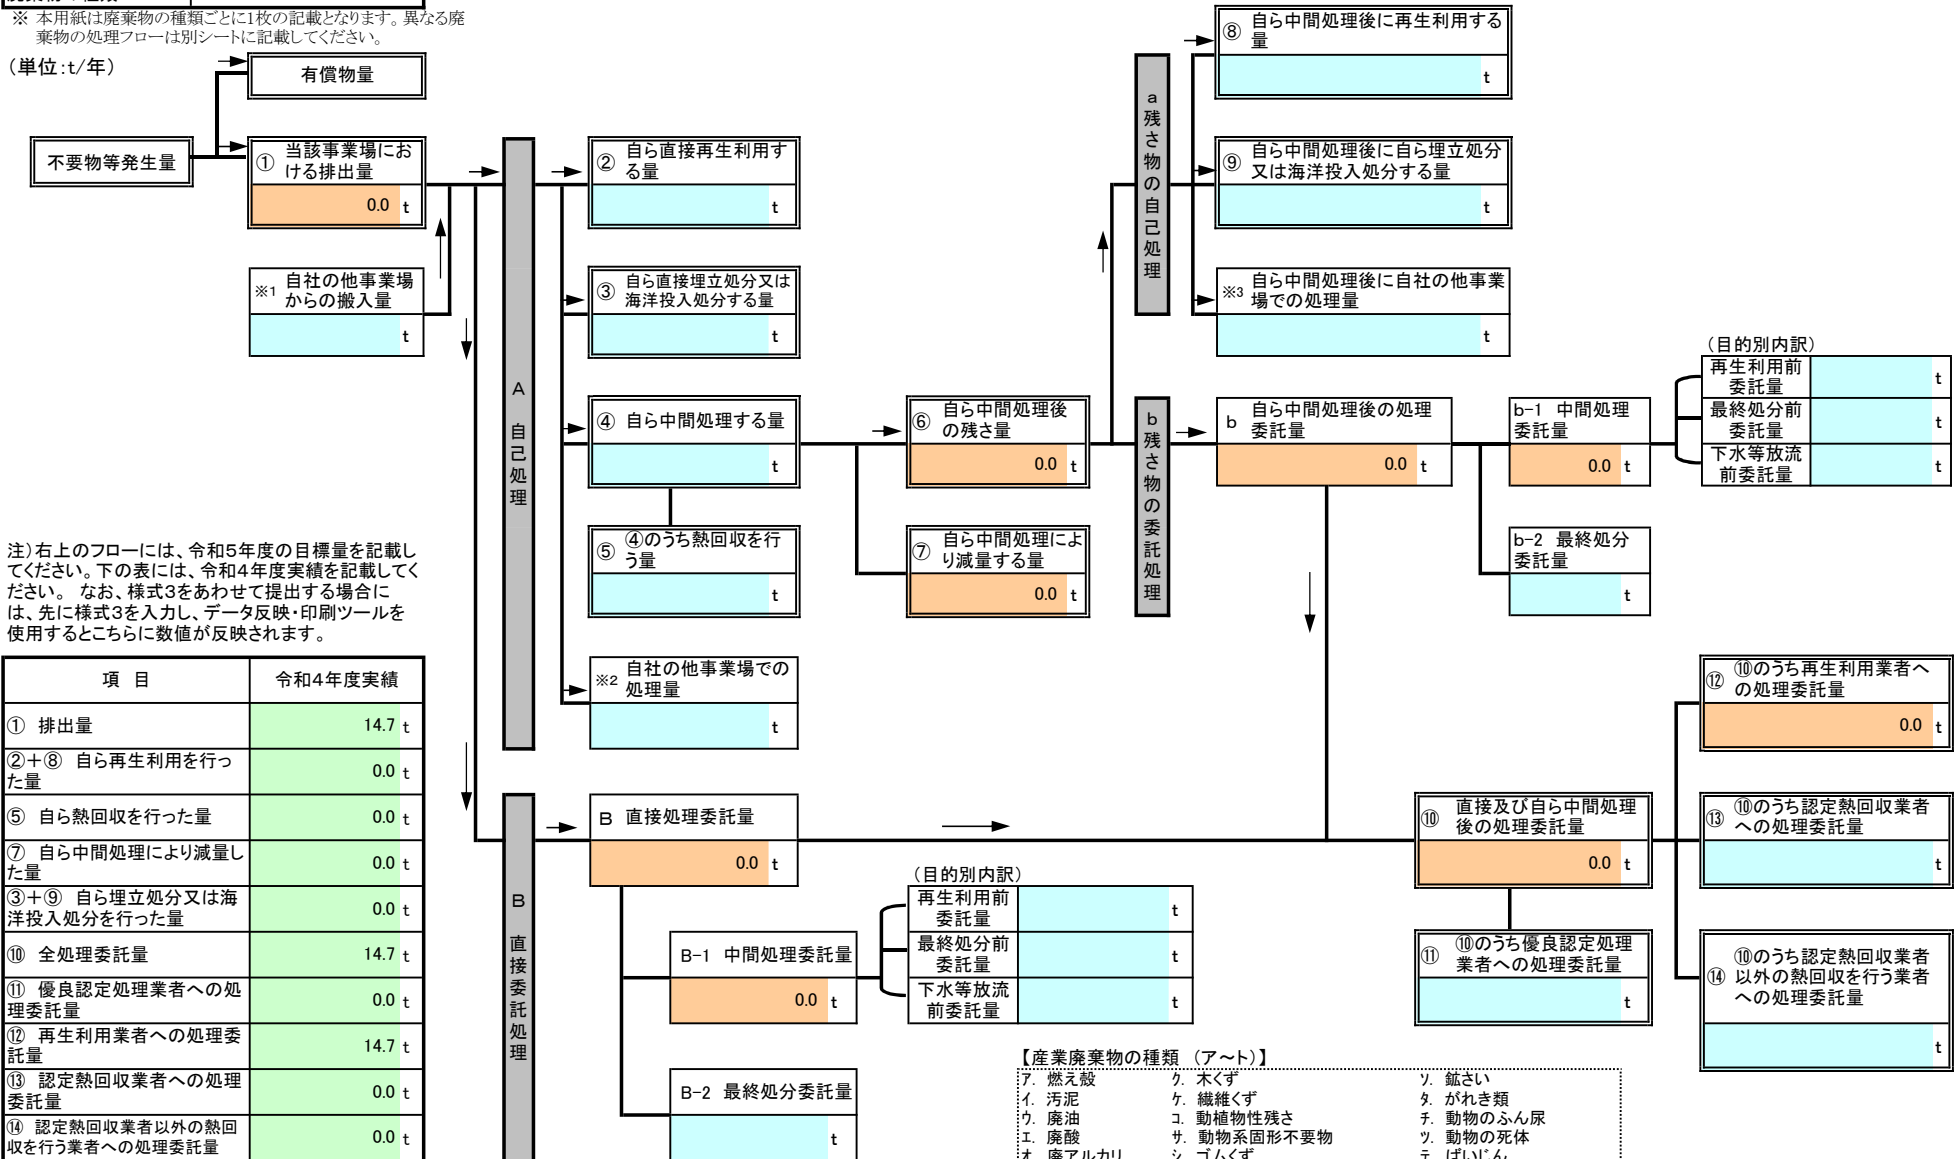 ※ 本用紙は廃棄物の種類ごとに1枚の記載となります。異なる廃
棄物の処理フローは別シートに記載してください。
(単位:t/年)
有償物量
不要物等発生量
① 当該事業場にお
ける排出量
0.0 t
※1 自社の他事業場
からの搬入量
t
A 自己処理
② 自ら直接再生利用す
る量
t
③ 自ら直接埋立処分又は
海洋投入処分する量
t
④ 自ら中間処理する量
t
⑤ ④のうち熱回収を行
う量
t
※2 自社の他事業場での
処理量
t
⑥ 自ら中間処理後
の残さ量
0.0 t
⑦ 自ら中間処理によ
り減量する量
0.0 t
a残さ物の自己処理
⑧ 自ら中間処理後に再生利用する
量
t
⑨ 自ら中間処理後に自ら埋立処分
又は海洋投入処分する量
t
※3 自ら中間処理後に自社の他事業
場での処理量
t
b残さ物の委託処理
b 自ら中間処理後の処理
委託量
0.0 t
b-1 中間処理
委託量
0.0 t
(目的別内訳)
再生利用前
委託量
t
最終処分前
委託量
t
下水等放流
前委託量
t
b-2 最終処分
委託量
t
注)右上のフローには、令和5年度の目標量を記載し
てください。下の表には、令和4年度実績を記載してく
ださい。 なお、様式3をあわせて提出する場合に
は、先に様式3を入力し、データ反映・印刷ツールを
使用するとこちらに数値が反映されます。
項 目 令和4年度実績
① 排出量 14.7 t
②+⑧ 自ら再生利用を行っ
た量 0.0 t
⑤ 自ら熱回収を行った量 0.0 t
⑦ 自ら中間処理により減量し
た量 0.0 t
③+⑨ 自ら埋立処分又は海
洋投入処分を行った量 0.0 t
⑩ 全処理委託量 14.7 t
⑪ 優良認定処理業者への処
理委託量 0.0 t
⑫ 再生利用業者への処理委
託量 14.7 t
⑬ 認定熱回収業者への処理
委託量 0.0 t
⑭ 認定熱回収業者以外の熱回
収を行う業者への処理委託量 0.0 t
B 直接委託処理
B 直接処理委託量
0.0 t
B-1 中間処理委託量
0.0 t
(目的別内訳)
再生利用前
委託量
t
最終処分前
委託量
t
下水等放流
前委託量
t
B-2 最終処分委託量
t
⑩ 直接及び自ら中間処理
後の処理委託量
0.0 t
⑪ ⑩のうち優良認定処理
業者への処理委託量
t
⑫ ⑩のうち再生利用業者へ
の処理委託量
0.0 t
⑬ ⑩のうち認定熱回収業者
への処理委託量
t
⑭ ⑩のうち認定熱回収業者
以外の熱回収を行う業者
への処理委託量
t
【産業廃棄物の種類 (ア~ト)】
ア. 燃え殻 ク. 木くず ソ. 鉱さい
イ. 汚泥 ケ. 繊維くず タ. がれき類
ウ. 廃油 コ. 動植物性残さ チ. 動物のふん尿
エ. 廃酸 サ. 動物系固形不要物 ツ. 動物の死体
オ. 廃アルカリ シ. ゴムくず テ. ばいじん